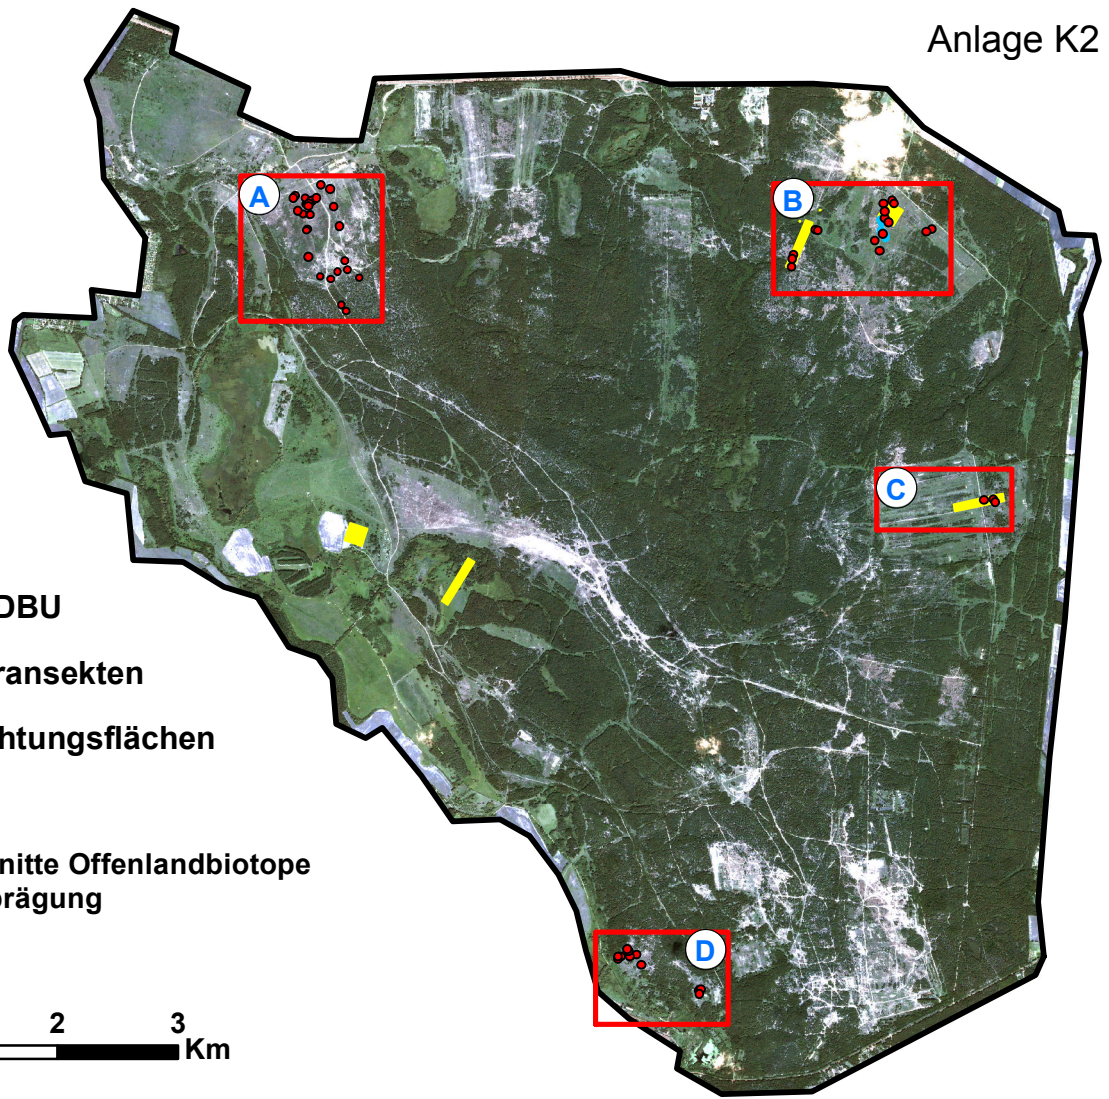 Anlage K2
A
B
C
DBU
ransekten
htungsflächen
nitte Offenlandbiotope
prägung
D
2 3
Km